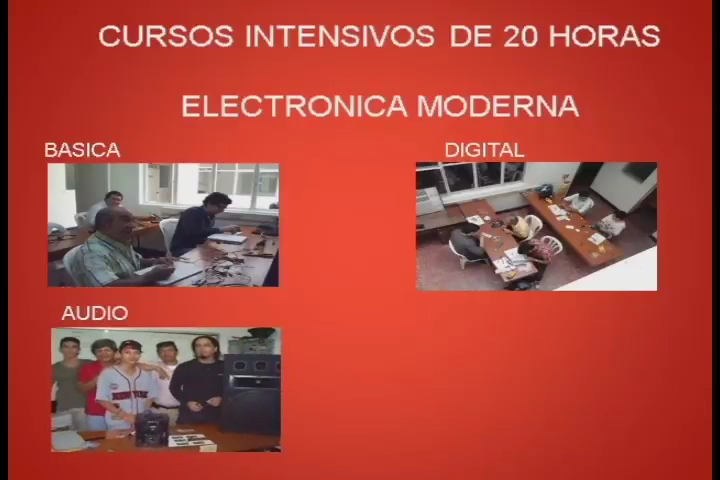 CURSOS INTENSIVOS DE 20 HORAS
ELECTRONICA MODERNA
BASICA
DIGITAL
AUDIO